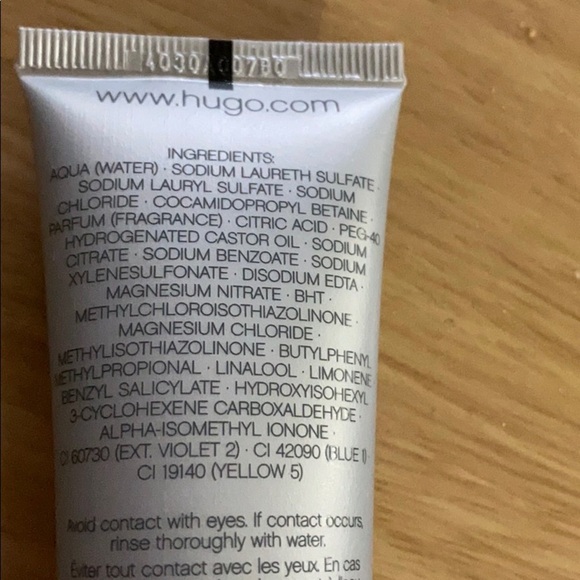 www.hugo.com
INGREDIENTS:
AQUA (WATER) · SODIUM LAURETH SULFATE ·
SODIUM LAURYL SULFATE · SODIUM
CHLORIDE · COCAMIDOPROPYL BETAINE ·
PARFUM (FRAGRANCE) · CITRIC ACID · PEG-40
HYDROGENATED CASTOR OIL · SODIUM
CITRATE · SODIUM BENZOATE · SODIUM
XYLENESULFONATE · DISODIUM EDTA ·
MAGNESIUM NITRATE · BHT ·
METHYLCHLOROISOTHIAZOLINONE ·
MAGNESIUM CHLORIDE ·
METHYLISOTHIAZOLINONE · BUTYLPHENYL
METHYLPROPIONAL · LINALOOL · LIMONENE
BENZYL SALICYLATE · HYDROXYISOHEXYL
3-CYCLOHEXENE CARBOXALDEHYDE ·
ALPHA-ISOMETHYL IONONE ·
CI 60730 (EXT. VIOLET 2) · CI 42090 (BLUE 1) ·
CI 19140 (YELLOW 5)
Avoid contact with eyes. If contact occurs,
rinse thoroughly with water.
Éviter tout contact avec les yeux. En cas